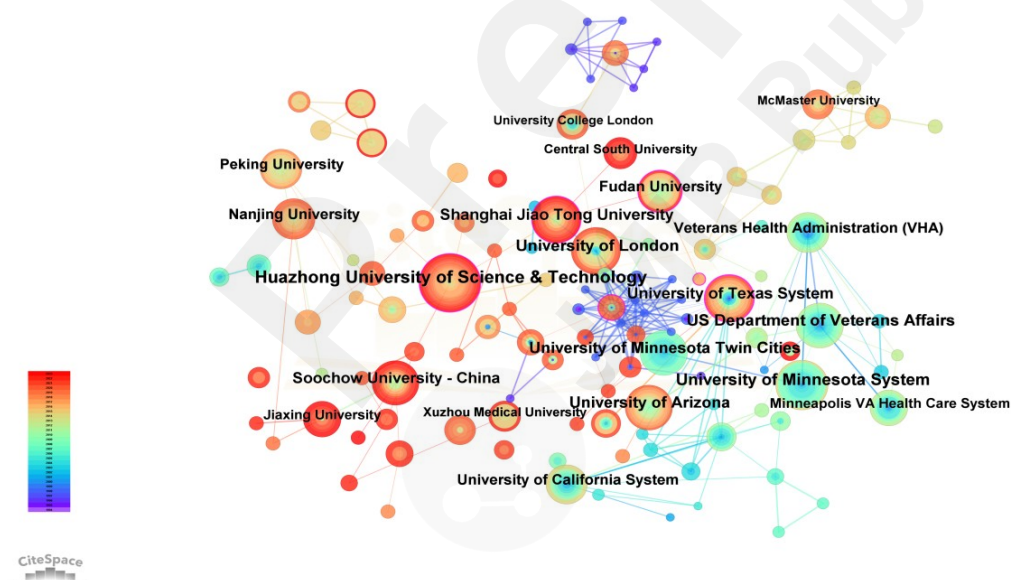 University College London
McMaster University
Central South University
Peking University
Fudan University
Nanjing University
Shanghai Jiao Tong University
Veterans Health Administration (VHA)
University of London
Huazhong University of Science & Technology
University of Texas System
US Department of Veterans Affairs
University of Minnesota Twin Cities
Soochow University - China
University of Minnesota System
University of Arizona
Minneapolis VA Health Care System
Jiaxing University
Xuzhou Medical University
University of California System
CiteSpace